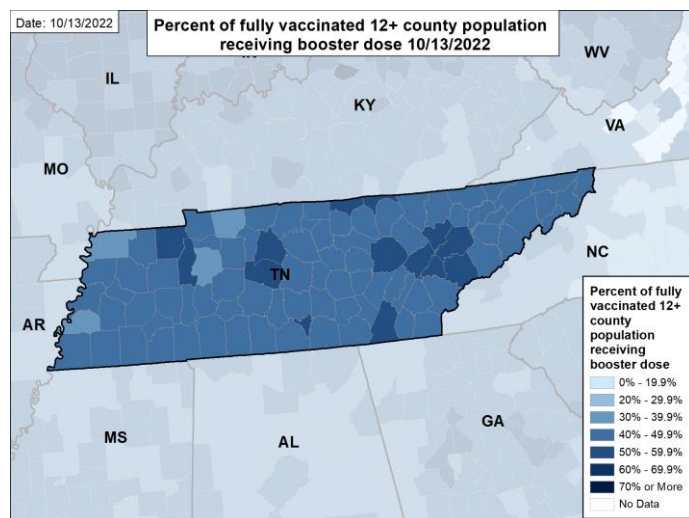 Date: 10/13/2022
Percent of fully vaccinated 12+ county population
receiving booster dose 10/13/2022
WV
IL
KY
VA
MO
NC
TN
AR
MS
AL
GA
Percent of fully
vaccinated 12+
county
population
receiving
booster dose
0% - 19.9%
20% - 29.9%
30% - 39.9%
40% - 49.9%
50% - 59.9%
60% - 69.9%
70% or More
No Data